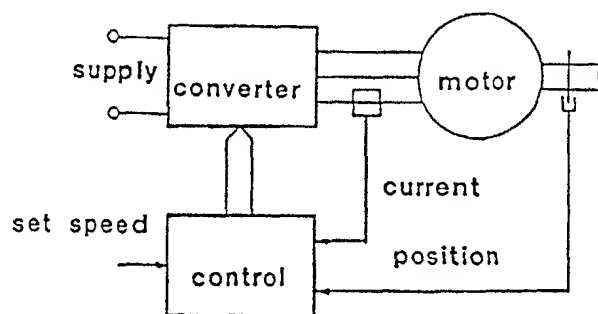 supply
converter
motor
current
set speed
control
position